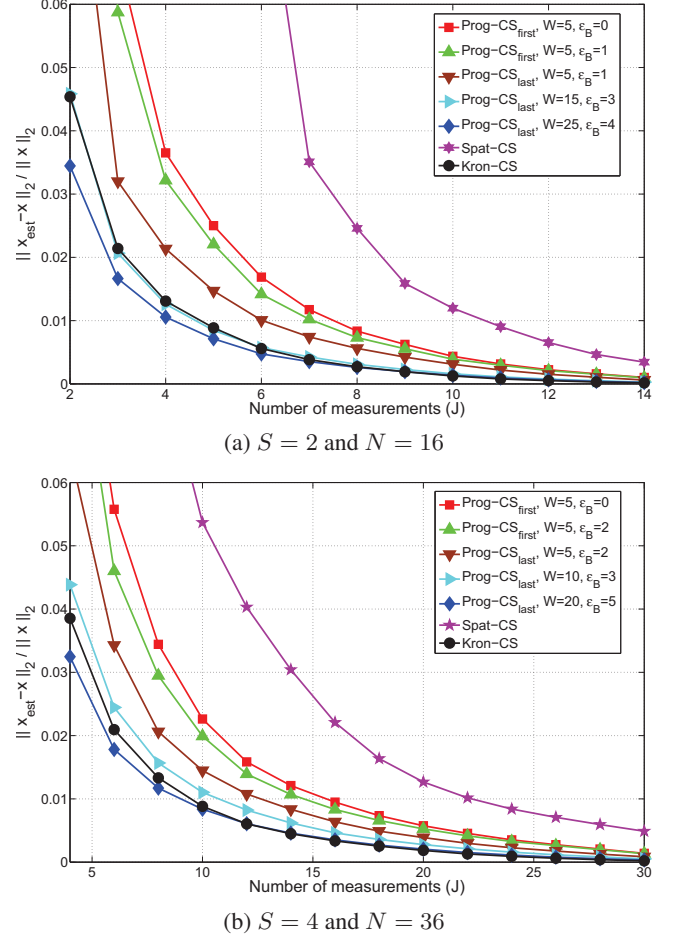 0.06
0.05
0.04
0.03
0.02
0.01
0
|| x_est−x ||_2 / || x ||_2
Prog−CS_first, W=5, ε_B=0
Prog−CS_first, W=5, ε_B=1
Prog−CS_last, W=5, ε_B=1
Prog−CS_last, W=15, ε_B=3
Prog−CS_last, W=25, ε_B=4
Spat−CS
Kron−CS
2 4 6 8 10 12 14
Number of measurements (J)
(a) S = 2 and N = 16
0.06
0.05
0.04
0.03
0.02
0.01
0
|| x_est−x ||_2 / || x ||_2
Prog−CS_first, W=5, ε_B=0
Prog−CS_first, W=5, ε_B=2
Prog−CS_last, W=5, ε_B=2
Prog−CS_last, W=10, ε_B=3
Prog−CS_last, W=20, ε_B=5
Spat−CS
Kron−CS
5 10 15 20 25 30
Number of measurements (J)
(b) S = 4 and N = 36